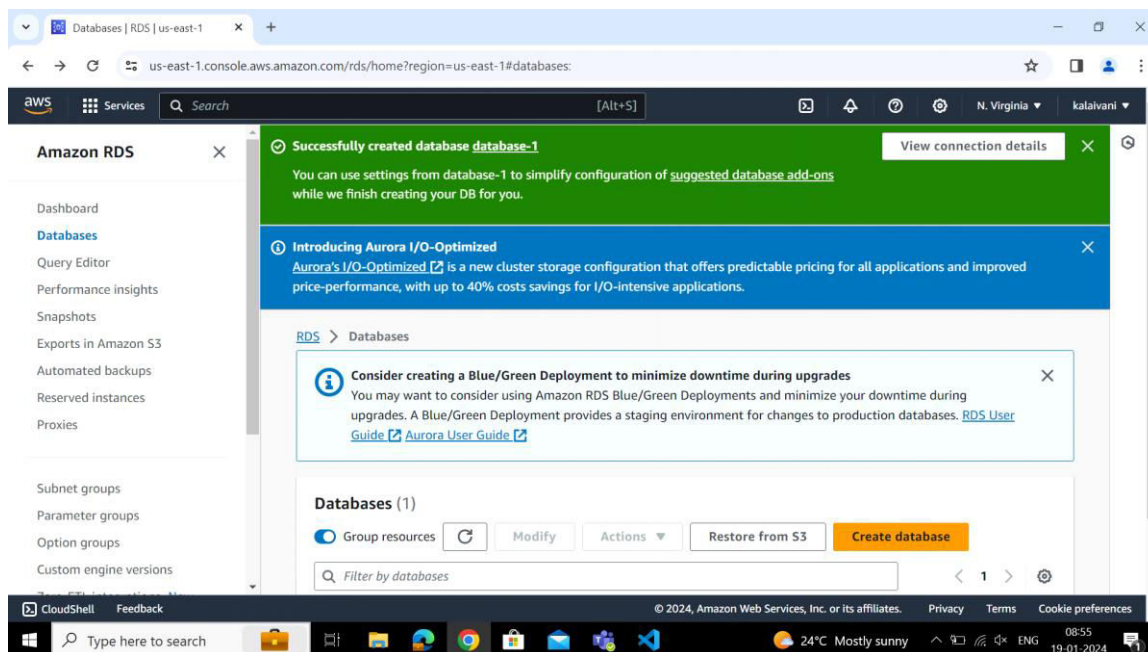 Databases | RDS | us-east-1
us-east-1.console.aws.amazon.com/rds/home?region=us-east-1#databases:
aws Services Search [Alt+S] N. Virginia ▼ kalaivani ▼
Amazon RDS
Dashboard
Databases
Query Editor
Performance insights
Snapshots
Exports in Amazon S3
Automated backups
Reserved instances
Proxies
Subnet groups
Parameter groups
Option groups
Custom engine versions
Successfully created database database-1
View connection details
You can use settings from database-1 to simplify configuration of suggested database add-ons
while we finish creating your DB for you.
Introducing Aurora I/O-Optimized
Aurora's I/O-Optimized is a new cluster storage configuration that offers predictable pricing for all applications and improved
price-performance, with up to 40% costs savings for I/O-intensive applications.
RDS > Databases
Consider creating a Blue/Green Deployment to minimize downtime during upgrades
You may want to consider using Amazon RDS Blue/Green Deployments and minimize your downtime during
upgrades. A Blue/Green Deployment provides a staging environment for changes to production databases. RDS User
Guide Aurora User Guide
Databases (1)
Group resources Modify Actions ▼ Restore from S3 Create database
Filter by databases < 1 >
CloudShell Feedback © 2024, Amazon Web Services, Inc. or its affiliates. Privacy Terms Cookie preferences
Type here to search 24°C Mostly sunny ENG 08:55
19-01-2024